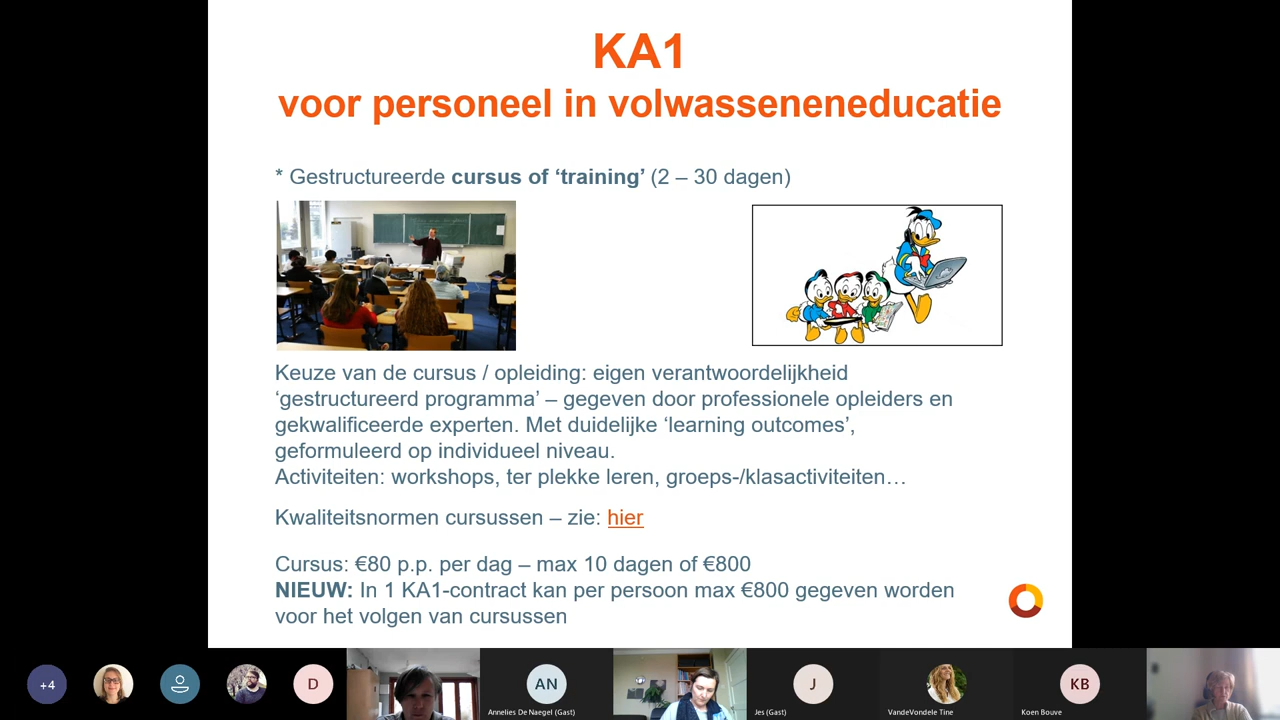 KA1
voor personeel in volwasseneneducatie
* Gestructureerde cursus of ‘training’ (2 – 30 dagen)
Keuze van de cursus / opleiding: eigen verantwoordelijkheid
‘gestructureerd programma’ – gegeven door professionele opleiders en
gekwalificeerde experten. Met duidelijke ‘learning outcomes’,
geformuleerd op individueel niveau.
Activiteiten: workshops, ter plekke leren, groeps-/klasactiviteiten…
Kwaliteitsnormen cursussen – zie: hier
Cursus: €80 p.p. per dag – max 10 dagen of €800
NIEUW: In 1 KA1-contract kan per persoon max €800 gegeven worden
voor het volgen van cursussen
+4
D
AN
Annelies De Naegel (Gast)
J
Jes (Gast)
VandeVondele Tine
KB
Koen Bouve